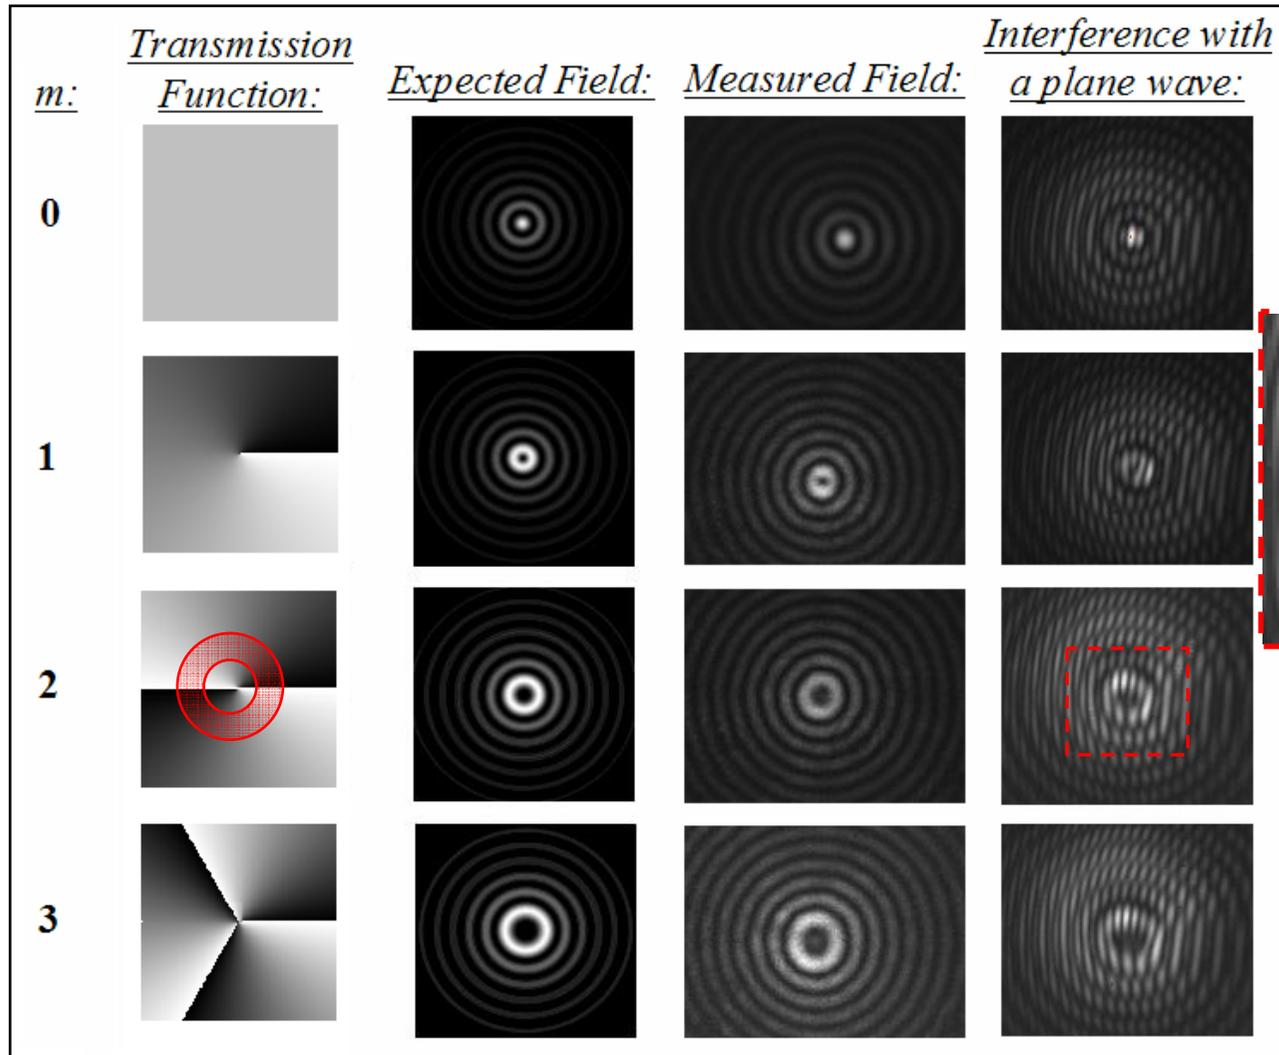 Transmission
Function:
Interference with
a plane wave:
m:
Expected Field:
Measured Field:
0
1
2
3